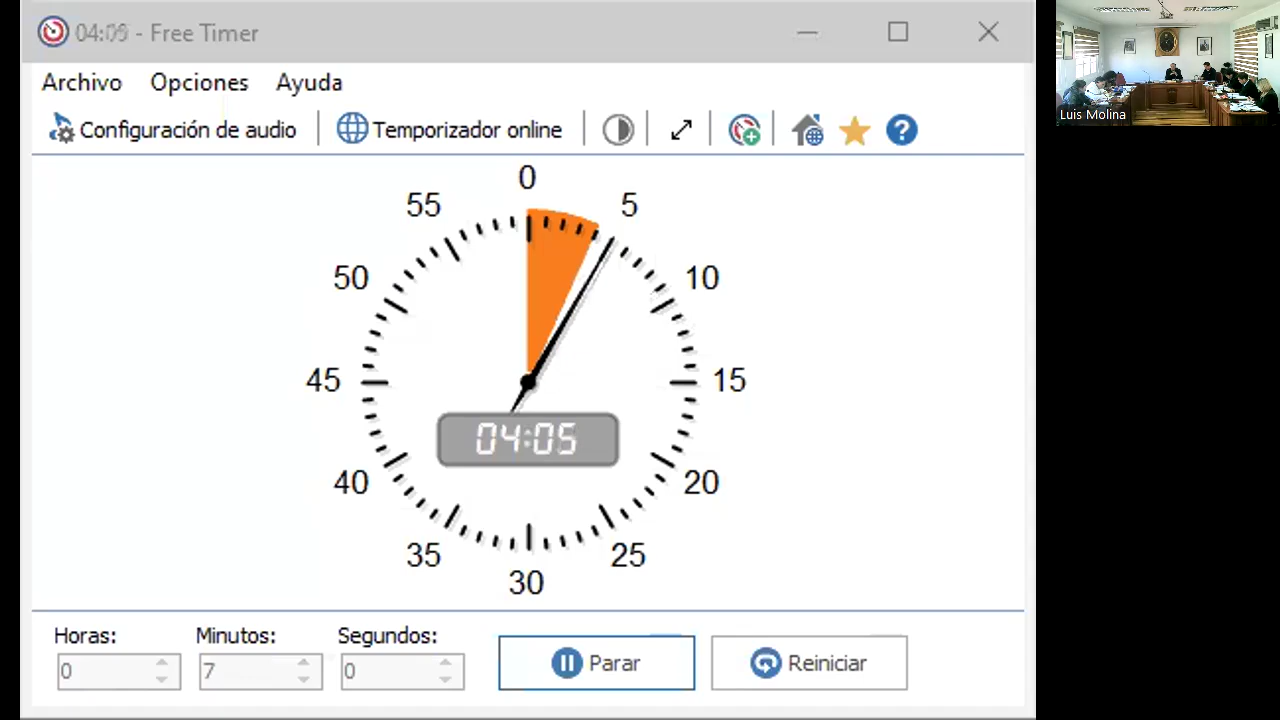 04:05 - Free Timer
Archivo Opciones Ayuda
Configuración de audio Temporizador online
0
55 5
50 10
45 15
04:05
40 20
35 25
30
Horas: Minutos: Segundos:
0 7 0 Parar Reiniciar
Luis Molina